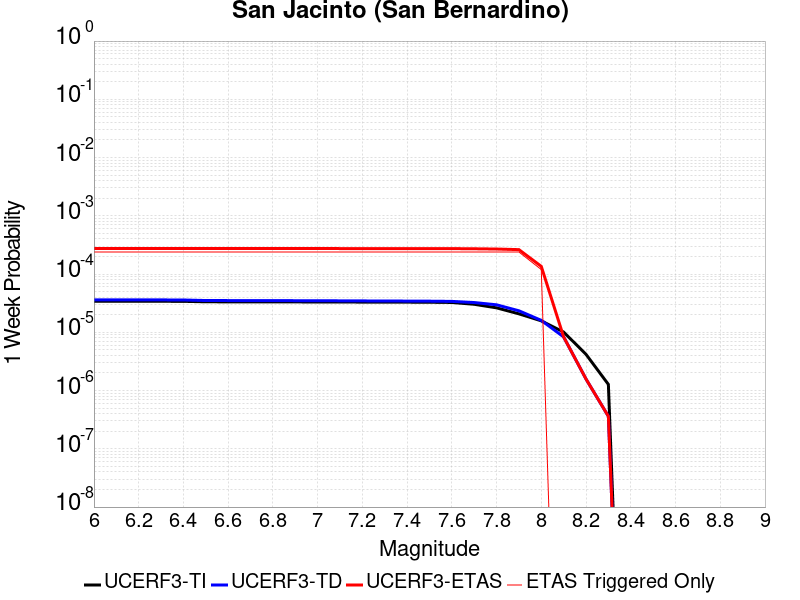 San Jacinto (San Bernardino)
10^0
10^-1
10^-2
10^-3
10^-4
10^-5
10^-6
10^-7
10^-8
1 Week Probability
6 6.2 6.4 6.6 6.8 7 7.2 7.4 7.6 7.8 8 8.2 8.4 8.6 8.8 9
Magnitude
UCERF3-TI UCERF3-TD UCERF3-ETAS ETAS Triggered Only